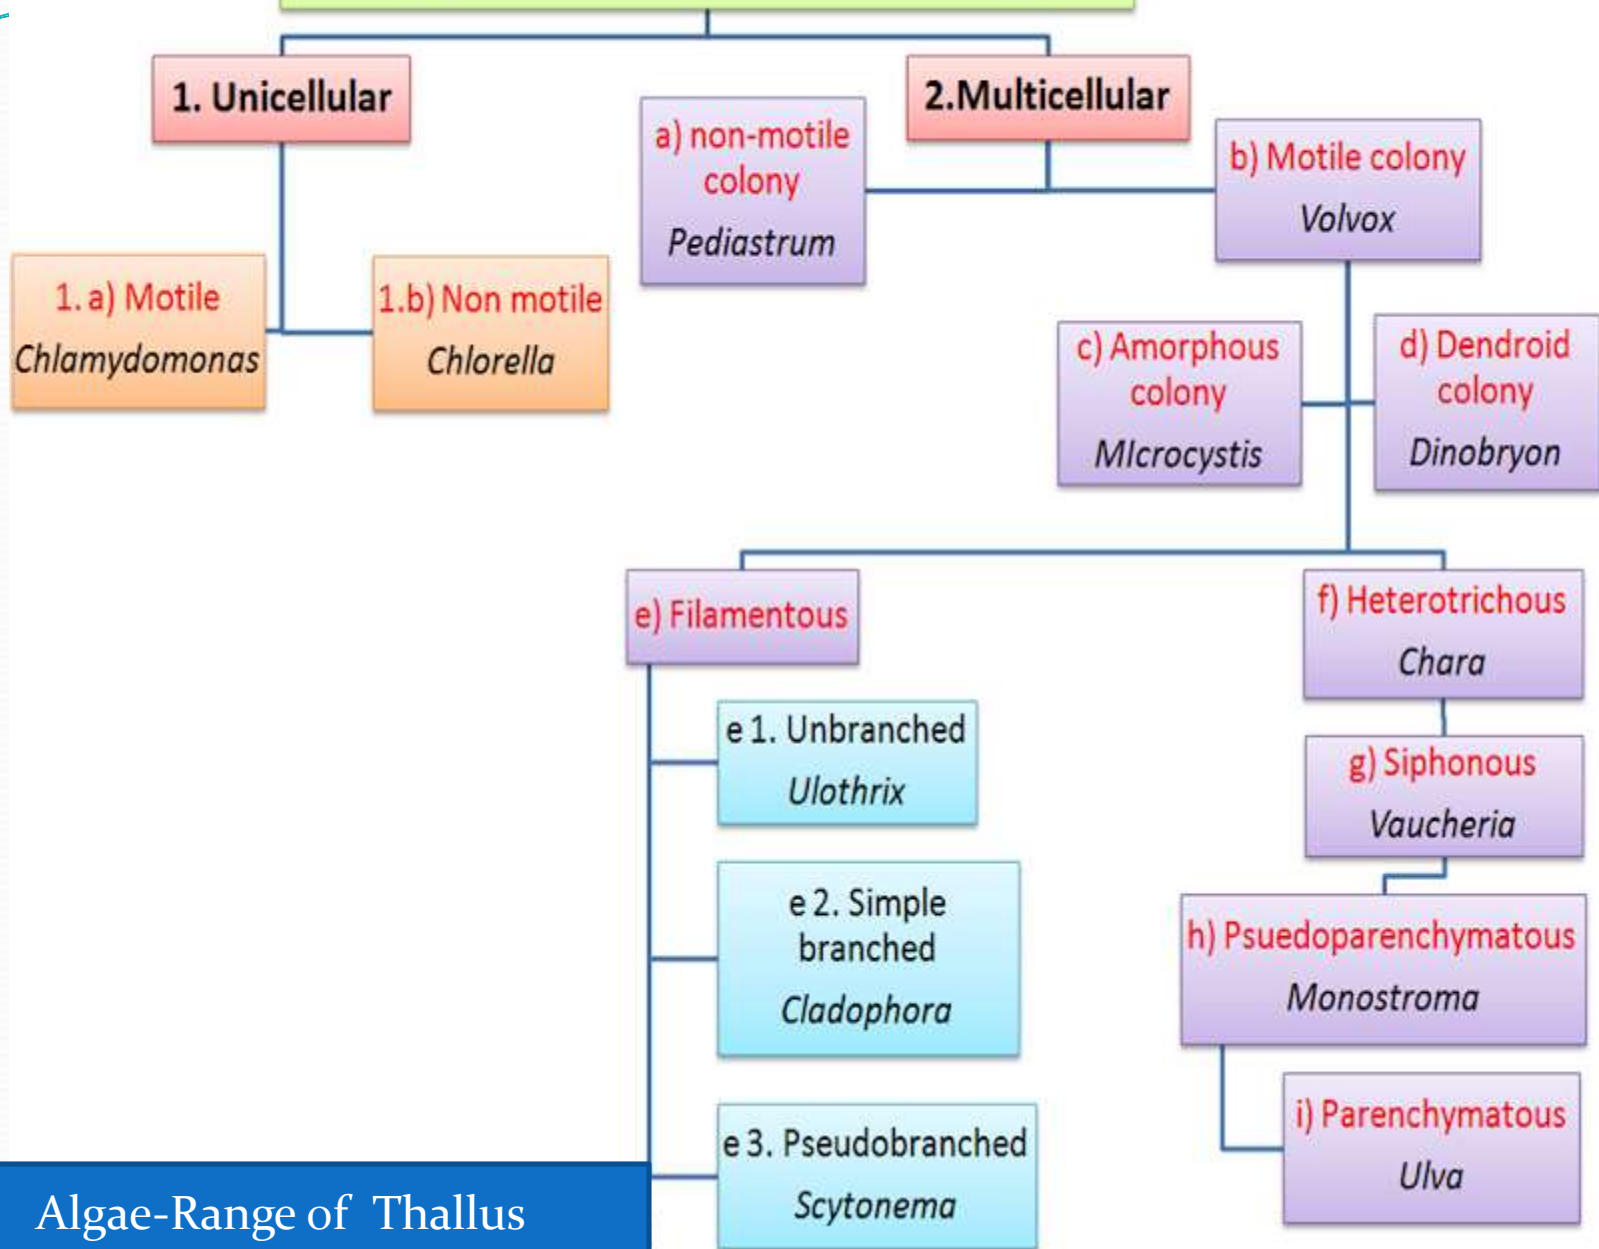 1. Unicellular
2.Multicellular
a) non-motile
colony
Pediastrum
b) Motile colony
Volvox
1. a) Motile
Chlamydomonas
1.b) Non motile
Chlorella
c) Amorphous
colony
MIcrocystis
d) Dendroid
colony
Dinobryon
e) Filamentous
f) Heterotrichous
Chara
e 1. Unbranched
Ulothrix
g) Siphonous
Vaucheria
e 2. Simple
branched
Cladophora
h) Psuedoparenchymatous
Monostroma
e 3. Pseudobranched
Scytonema
i) Parenchymatous
Ulva
Algae-Range of Thallus